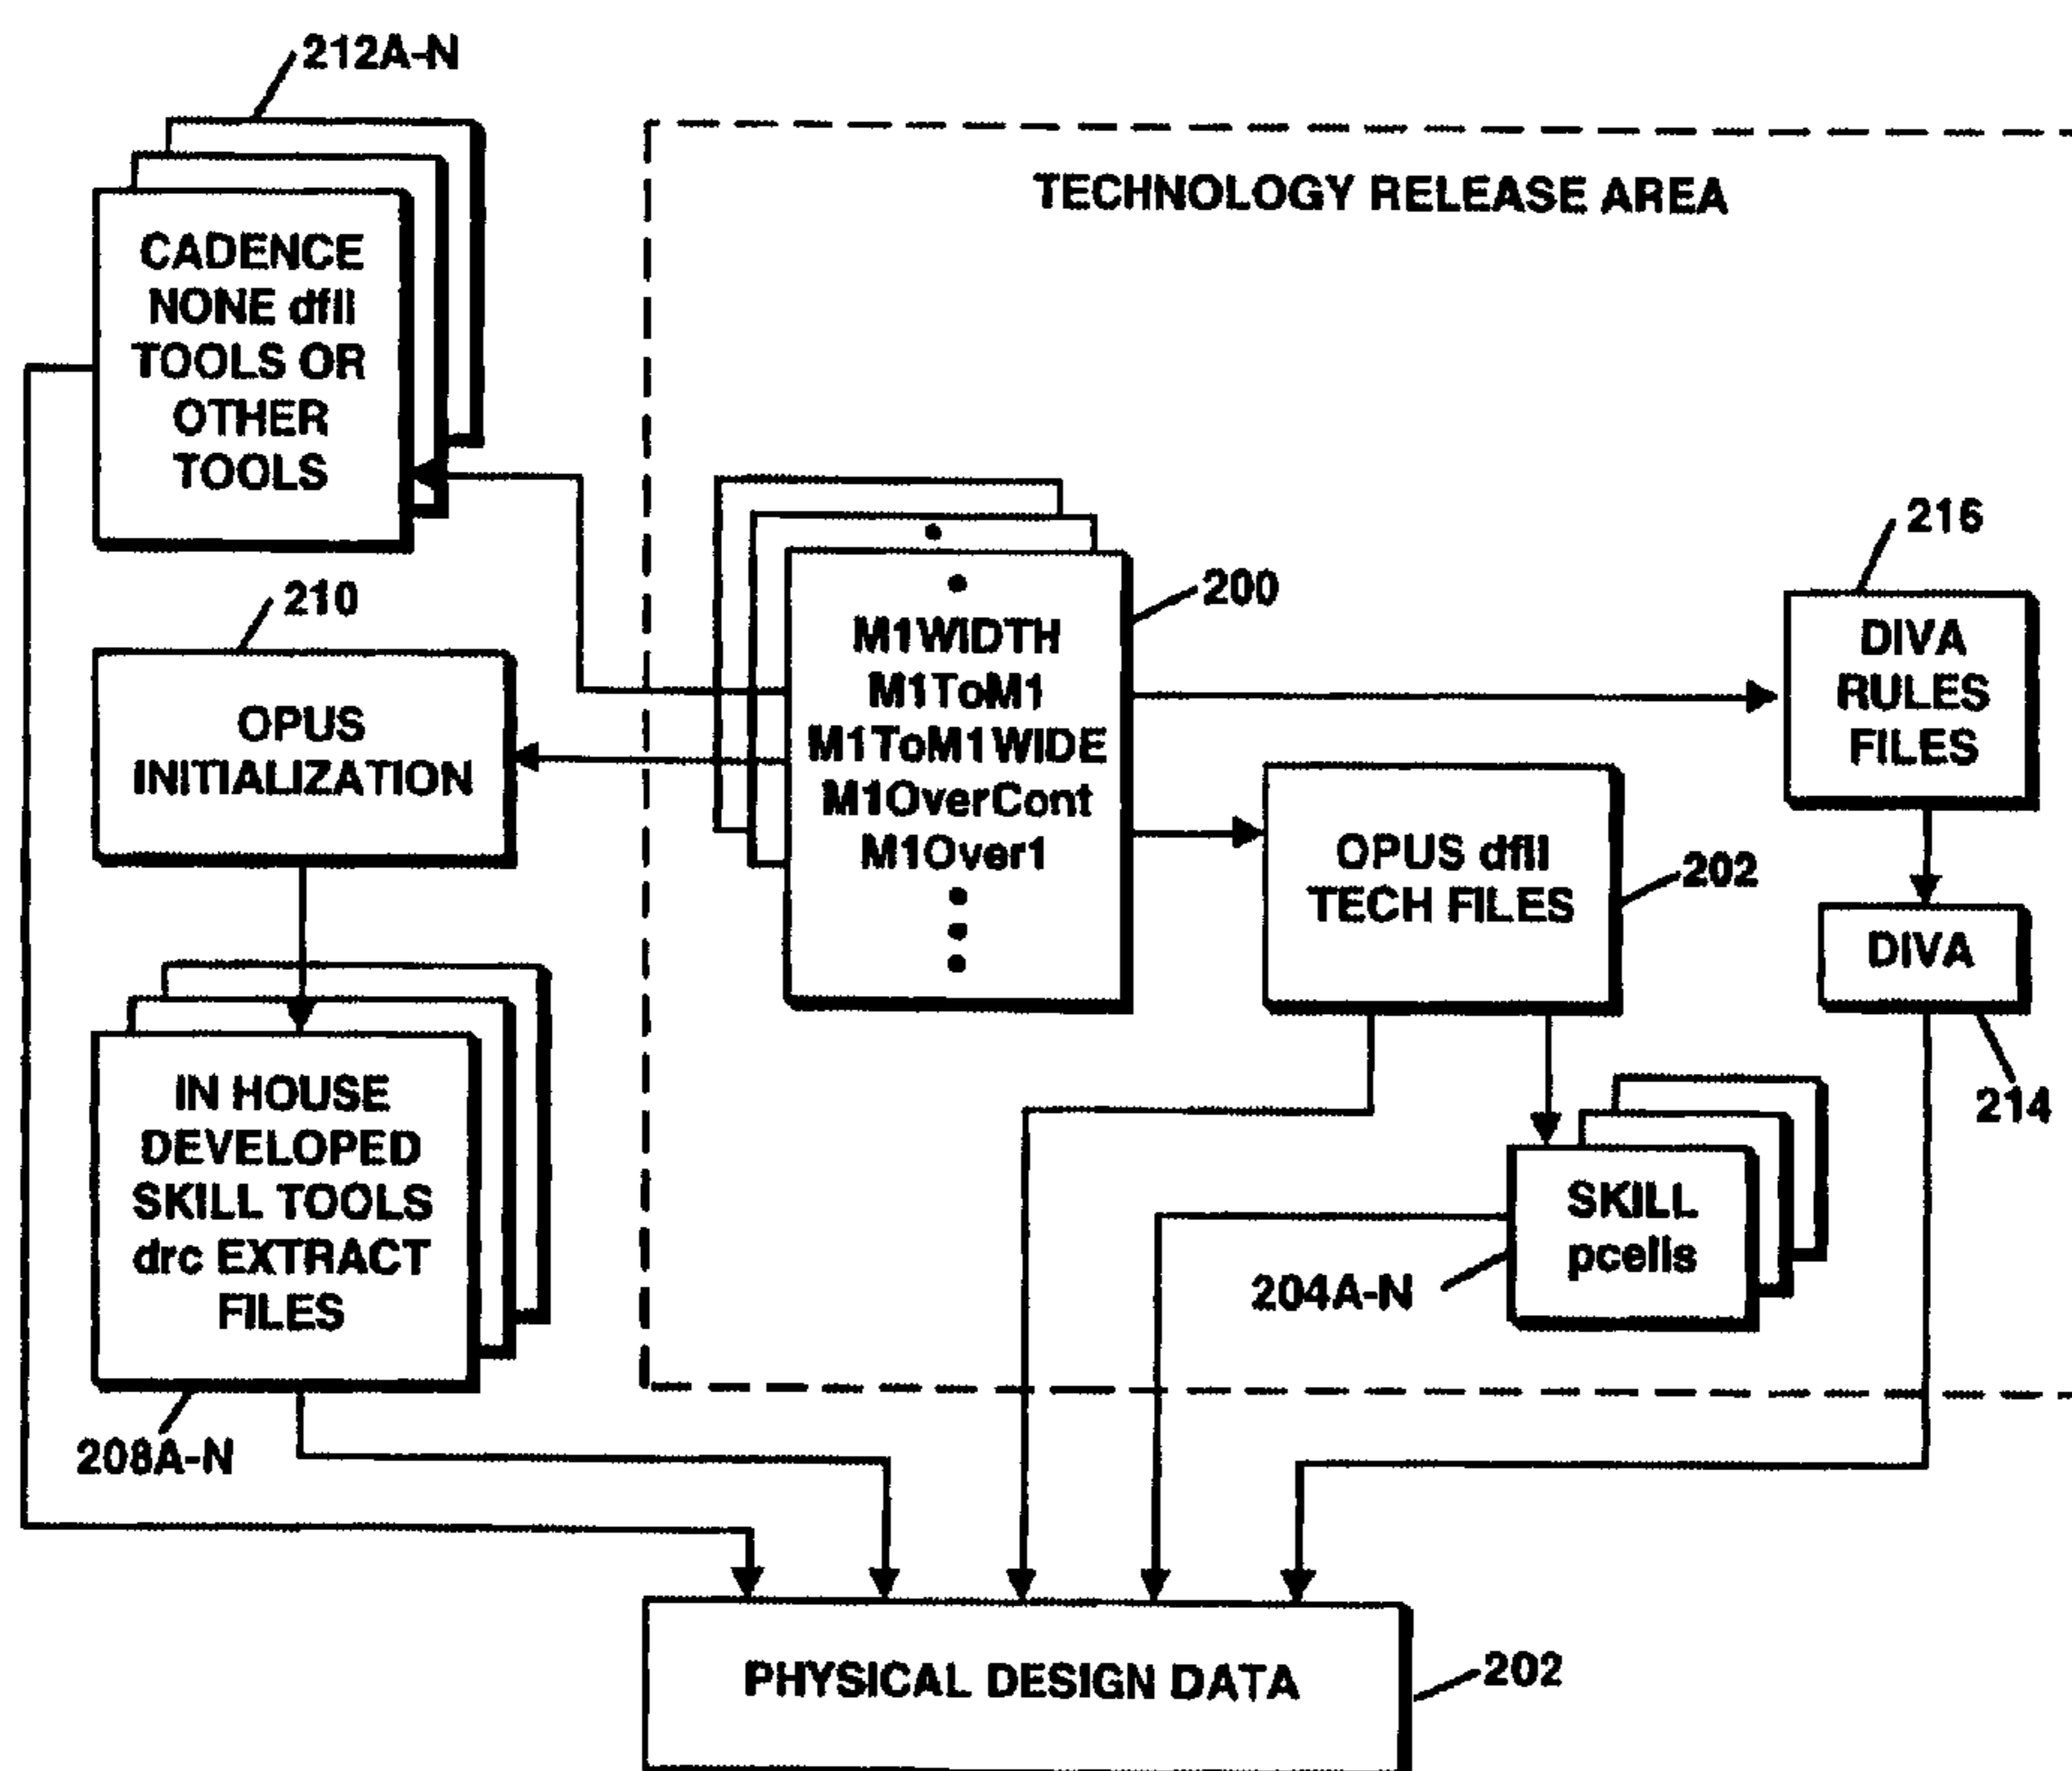 212A-N
TECHNOLOGY RELEASE AREA
CADENCE
NONE dfII
TOOLS OR
OTHER
TOOLS
210
OPUS
INITIALIZATION
200
M1WIDTH
M1ToM1
M1ToM1WIDE
M1OverCont
M1Over1
216
DIVA
RULES
FILES
OPUS dfII
TECH FILES
202
DIVA
214
IN HOUSE
DEVELOPED
SKILL TOOLS
drc EXTRACT
FILES
208A-N
SKILL
pcells
204A-N
PHYSICAL DESIGN DATA
202